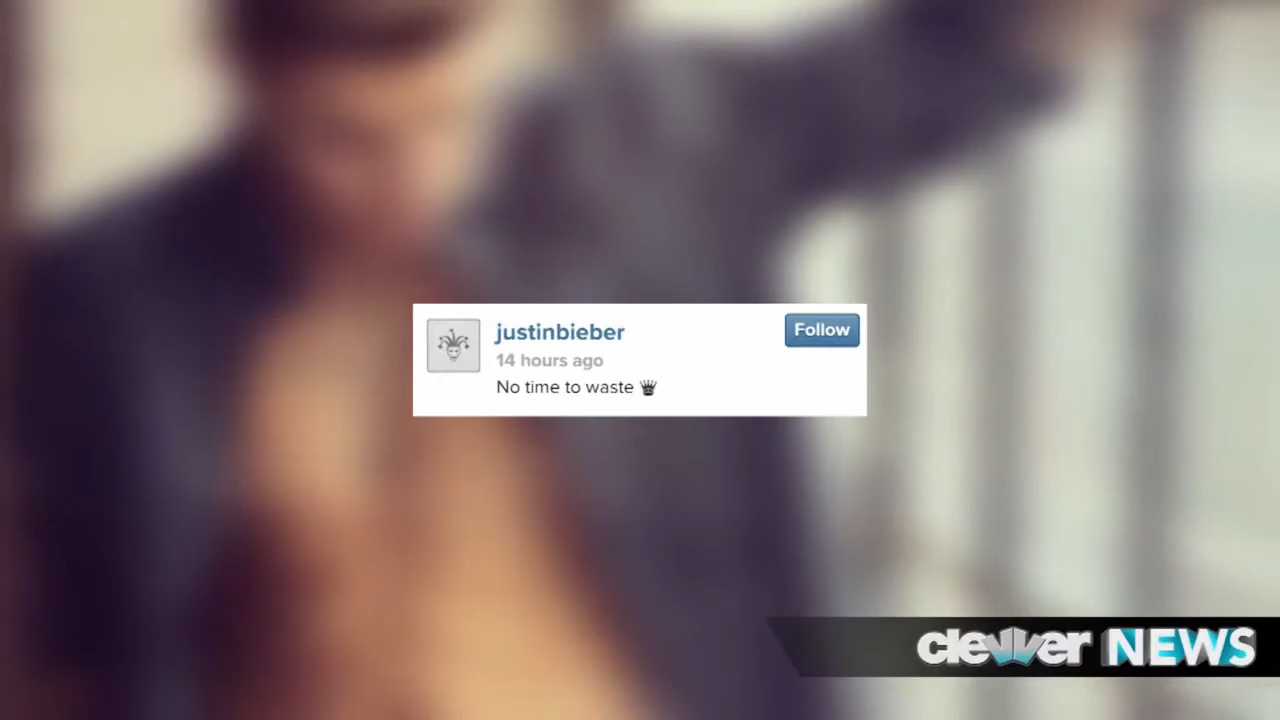 justinbieber
Follow
14 hours ago
No time to waste
clevver NEWS